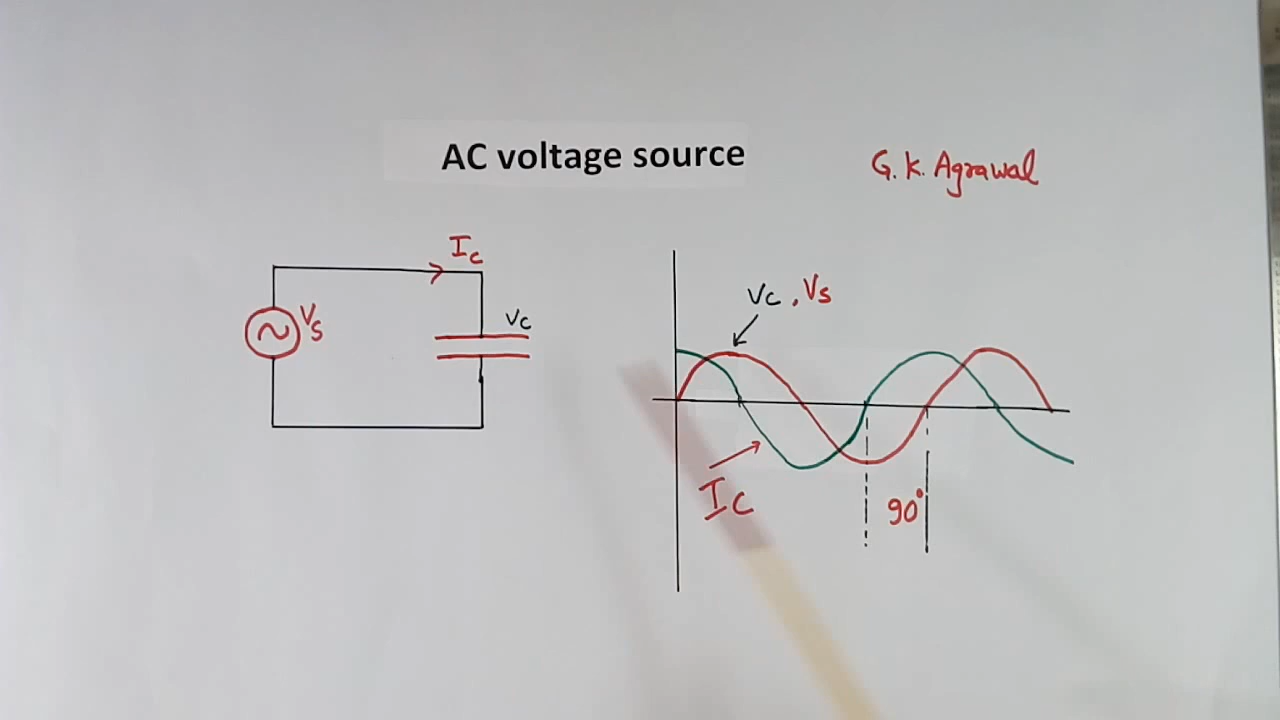 AC voltage source
G. K. Agrawal
Ic
Vs
Vc
Vc, Vs
Ic
90°